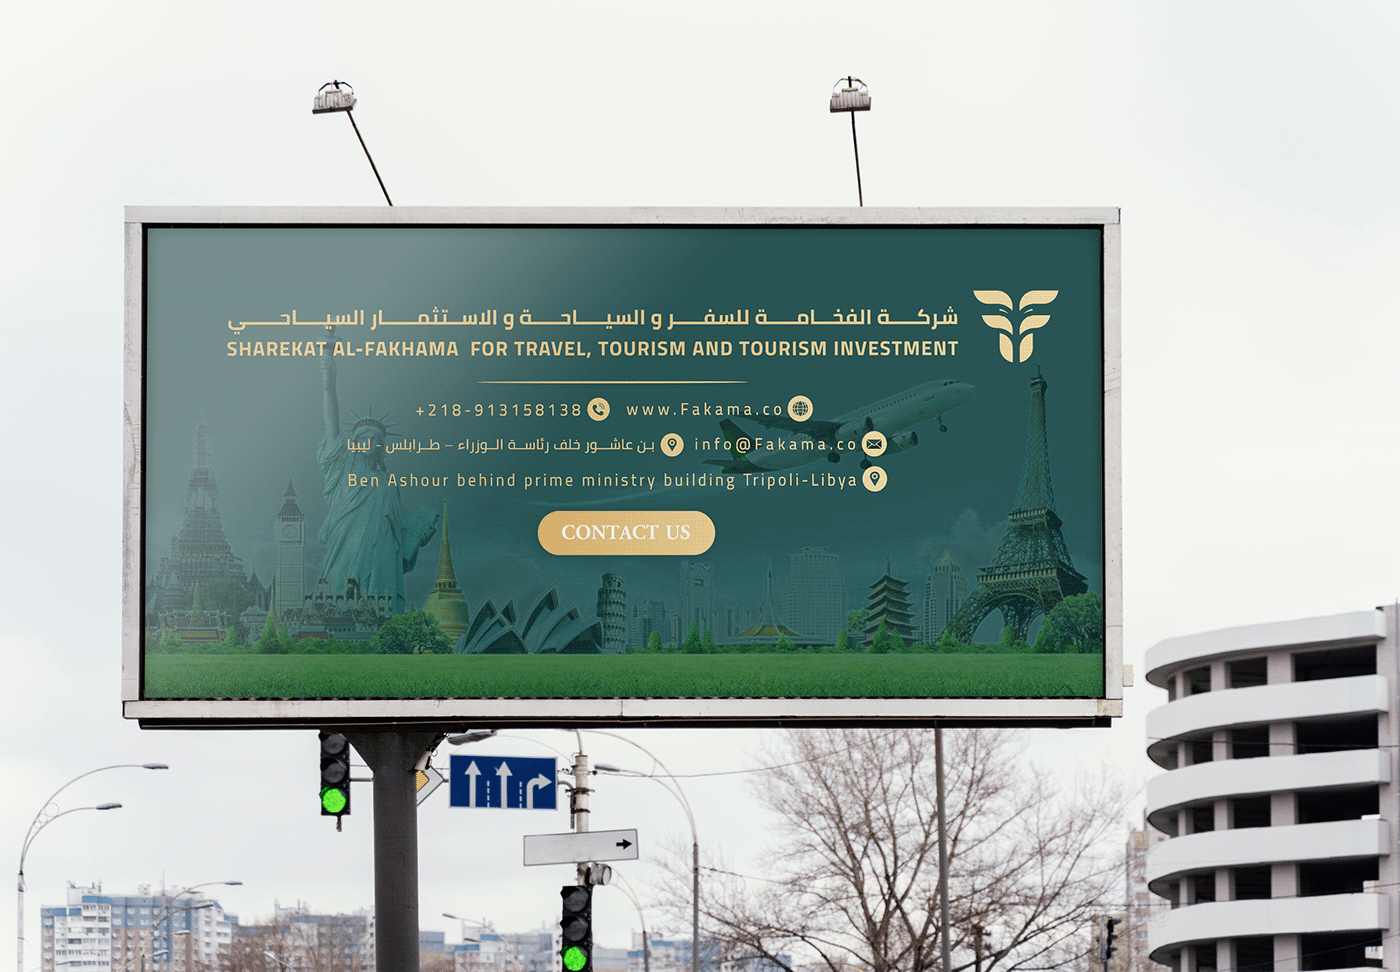 شركة الفخامة للسفر و السياحة و الاستثمار السياحي
SHAREKAT AL-FAKHAMA FOR TRAVEL, TOURISM AND TOURISM INVESTMENT
+218-913158138 www.Fakama.co
بن عاشور خلف رئاسة الوزراء – طرابلس - ليبيا info@Fakama.co
Ben Ashour behind prime ministry building Tripoli-Libya
CONTACT US